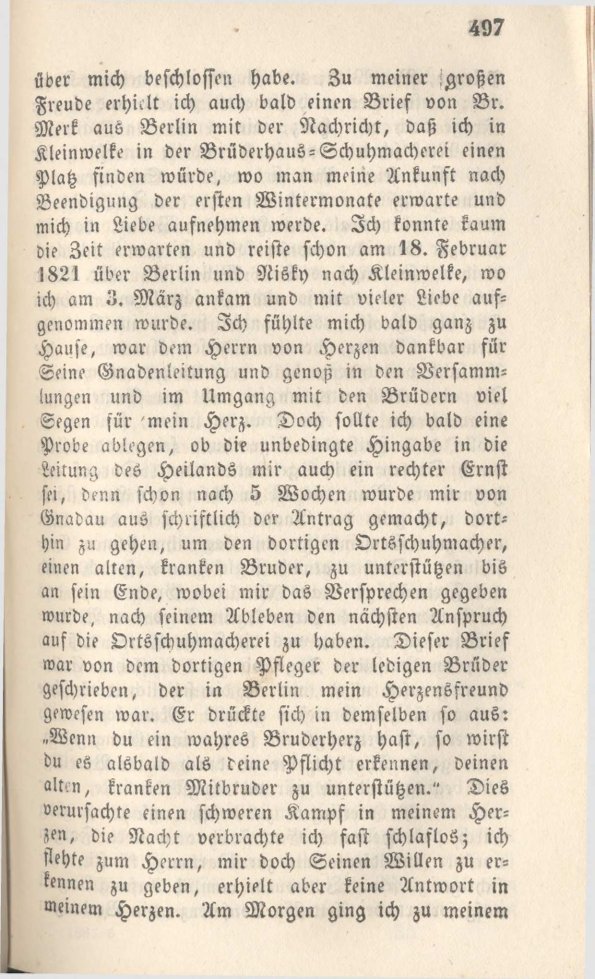 497
über mich beschlossen habe. Zu meiner großen
Freude erhielt ich auch bald einen Brief von Br.
Merk aus Berlin mit der Nachricht, daß ich in
Kleinwelke in der Brüderhaus-Schuhmacherei einen
Platz finden würde, wo man meine Ankunft nach
Beendigung der ersten Wintermonate erwarte und
mich in Liebe aufnehmen werde. Ich konnte kaum
die Zeit erwarten und reiste schon am 18. Februar
1821 über Berlin und Nisky nach Kleinwelke, wo
ich am 3. März ankam und mit vieler Liebe auf-
genommen wurde. Ich fühlte mich bald ganz zu
Hause, war dem Herrn von Herzen dankbar für
Seine Gnadenleitung und genoß in den Versamm-
lungen und im Umgang mit den Brüdern viel
Segen für mein Herz. Doch sollte ich bald eine
Probe ablegen, ob die unbedingte Hingabe in die
Leitung des Heilands mir auch ein rechter Ernst
sei, denn schon nach 5 Wochen wurde mir von
Gnadau aus schriftlich der Antrag gemacht, dort-
hin zu gehen, um den dortigen Ortsschuhmacher,
einen alten, kranken Bruder, zu unterstützen bis
an sein Ende, wobei mir das Versprechen gegeben
wurde, nach seinem Ableben den nächsten Anspruch
auf die Ortsschuhmacherei zu haben. Dieser Brief
war von dem dortigen Pfleger der ledigen Brüder
geschrieben, der in Berlin mein Herzensfreund
gewesen war. Er drückte sich in demselben so aus:
„Wenn du ein wahres Bruderherz hast, so wirst
du es alsbald als deine Pflicht erkennen, deinen
alten, kranken Mitbruder zu unterstützen.“ Dies
verursachte einen schweren Kampf in meinem Her-
zen, die Nacht verbrachte ich fast schlaflos; ich
flehte zum Herrn, mir doch Seinen Willen zu er-
kennen zu geben, erhielt aber keine Antwort in
meinem Herzen. Am Morgen ging ich zu meinem